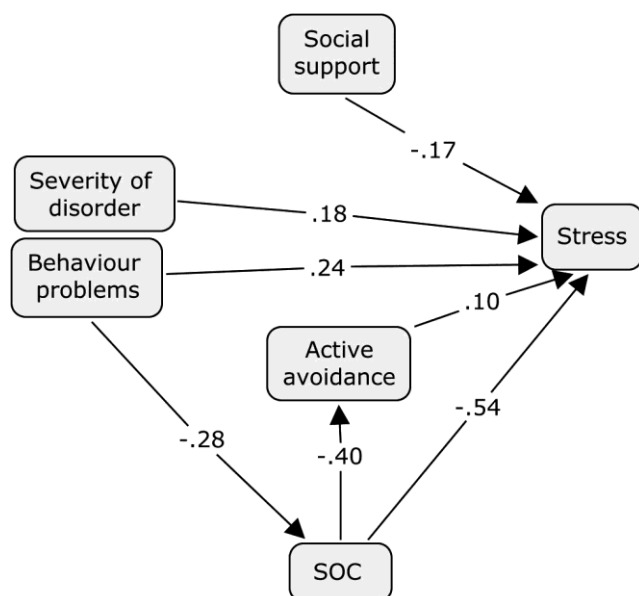 Social
support
-.17
Severity of
disorder
.18
Stress
Behaviour
problems
.24
.10
Active
avoidance
-.54
-.28
-.40
SOC